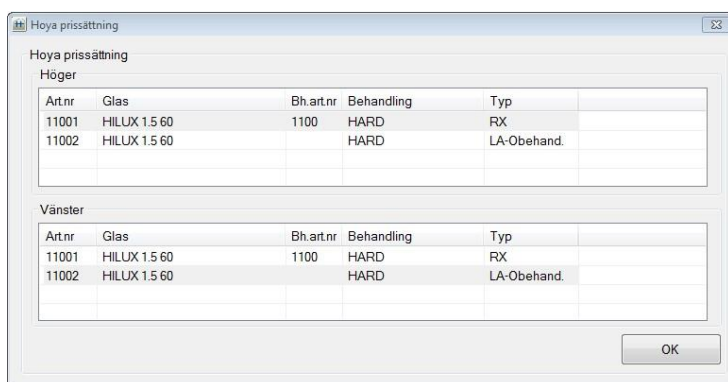 Hoya prissättning
Hoya prissättning
Höger
Art.nr Glas Bh.art.nr Behandling Typ
11001 HILUX 1.5 60 1100 HARD RX
11002 HILUX 1.5 60 HARD LA-Obehand.
Vänster
Art.nr Glas Bh.art.nr Behandling Typ
11001 HILUX 1.5 60 1100 HARD RX
11002 HILUX 1.5 60 HARD LA-Obehand.
OK